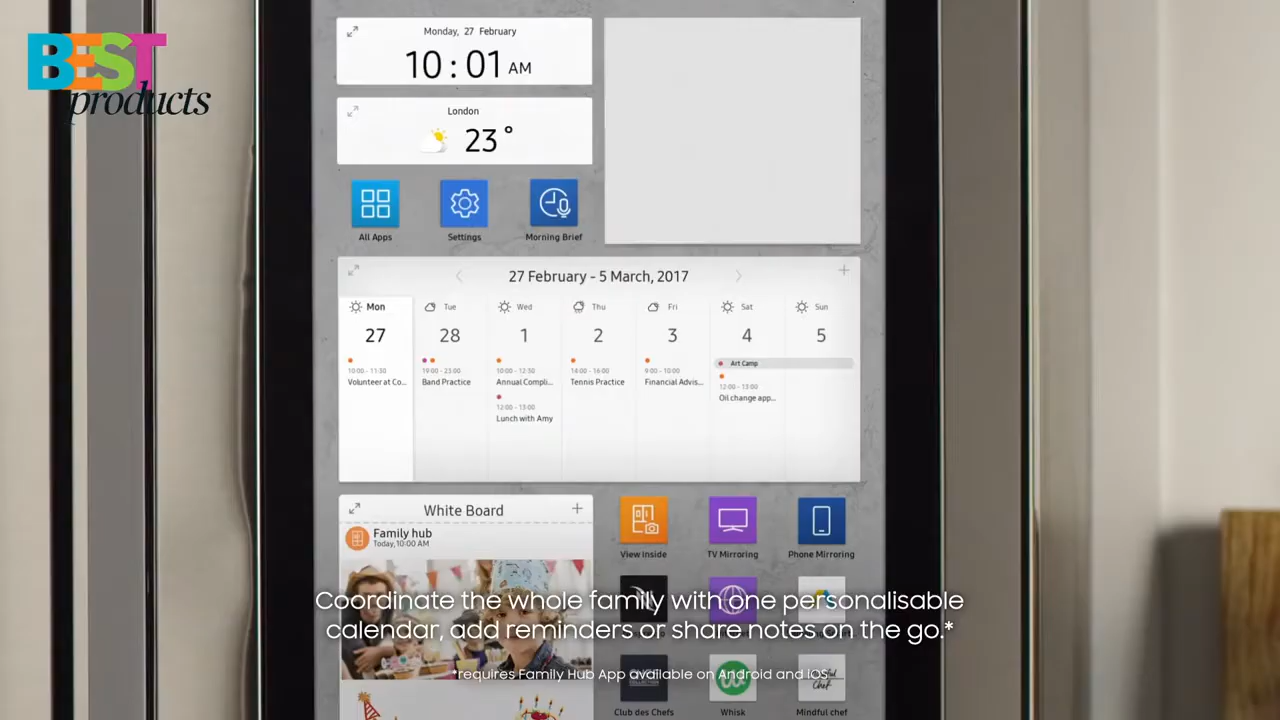 BEST
products
Monday, 27 February
10:01 AM
London
23°
All Apps
Settings
Morning Brief
27 February - 5 March, 2017
Mon
Tue
Wed
Thu
Fri
Sat
Sun
27
28
1
2
3
4
5
10:00 - 11:30
Volunteer at Co...
19:00 - 23:00
Band Practice
10:00 - 12:30
Annual Compli...
12:00 - 13:00
Lunch with Amy
14:00 - 16:00
Tennis Practice
9:00 - 10:00
Financial Advis...
Art Camp
12:00 - 13:00
Oil change app...
White Board
Family hub
Today, 10:00 AM
View Inside
TV Mirroring
Phone Mirroring
Coordinate the whole family with one personalisable
calendar, add reminders or share notes on the go.*
*requires Family Hub App available on Android and iOS
Club des Chefs
Whisk
Mindful chef